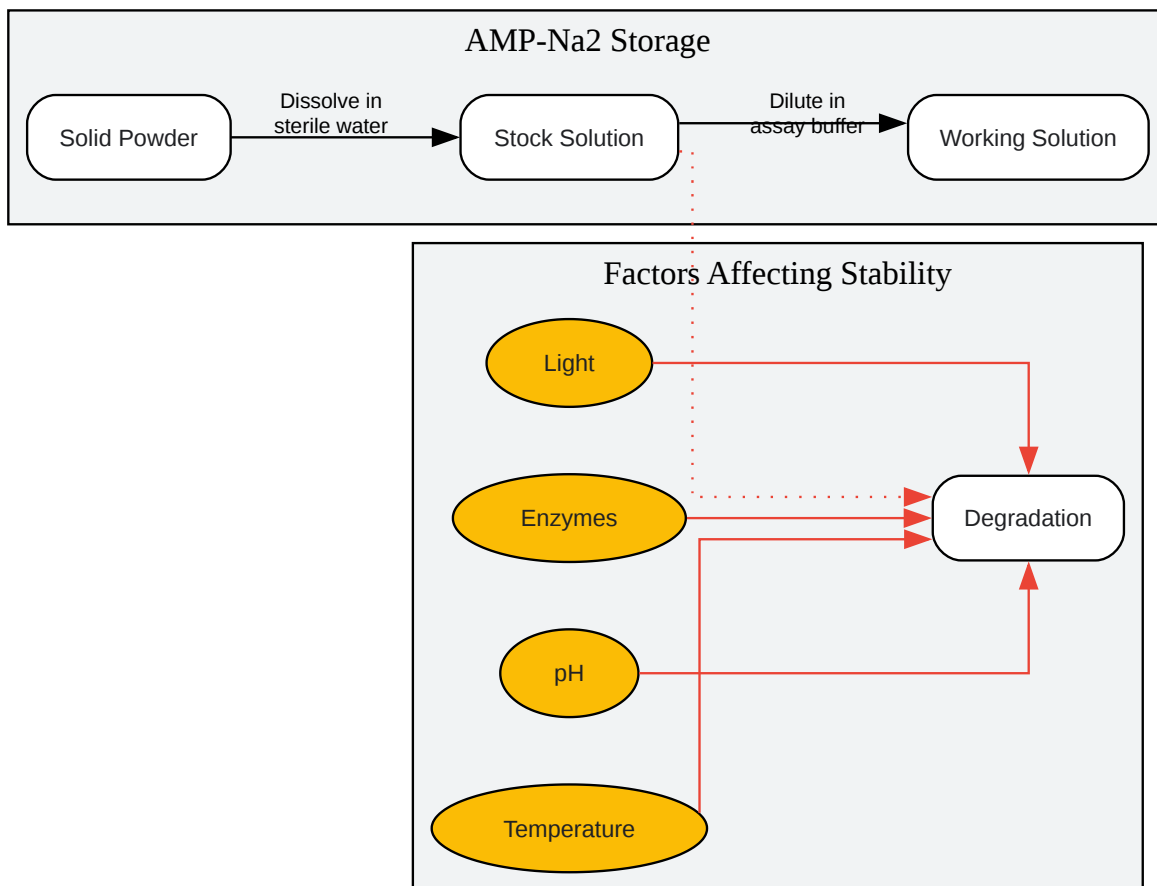 AMP-Na2 Storage
Solid Powder
Dissolve in
sterile water
Stock Solution
Dilute in
assay buffer
Working Solution
Factors Affecting Stability
Light
Enzymes
Degradation
pH
Temperature